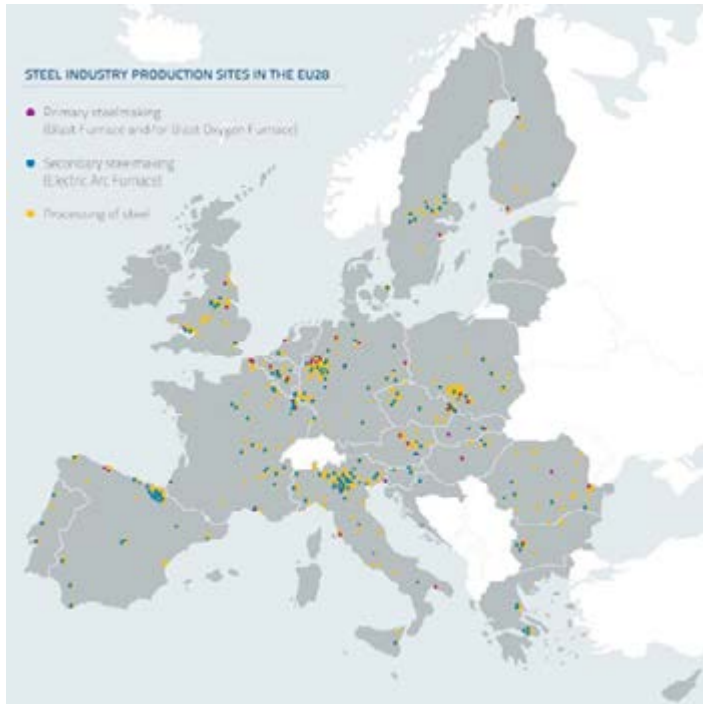 STEEL INDUSTRY PRODUCTION SITES IN THE EU28
Primary steelmaking
(Blast Furnace and/or Blast Oxygen Furnace)
Secondary steelmaking
(Electric Arc Furnace)
Processing of steel